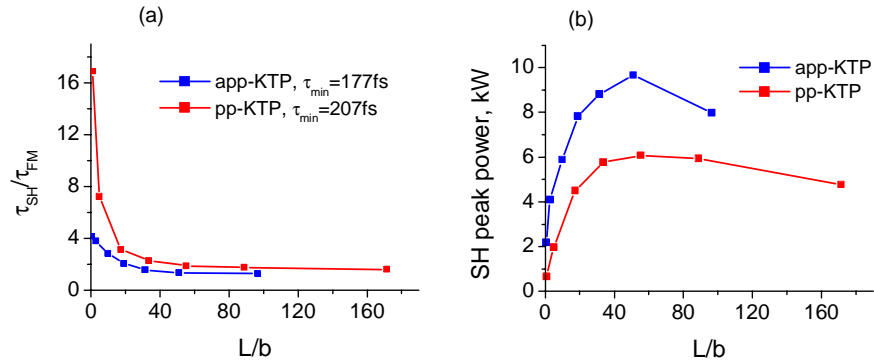 (a)
app-KTP, τmin=177fs
pp-KTP, τmin=207fs
τSH/τFM
16
12
8
4
0
0 40 80 120 160
L/b
(b)
app-KTP
pp-KTP
SH peak power, kW
10
8
6
4
2
0
0 40 80 120 160
L/b